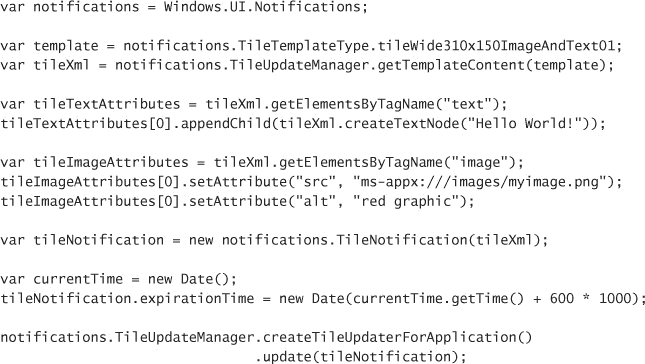 var notifications = Windows.UI.Notifications;
var template = notifications.TileTemplateType.tileWide310x150ImageAndText01;
var tileXml = notifications.TileUpdateManager.getTemplateContent(template);
var tileTextAttributes = tileXml.getElementsByTagName("text");
tileTextAttributes[0].appendChild(tileXml.createTextNode("Hello World!"));
var tileImageAttributes = tileXml.getElementsByTagName("image");
tileImageAttributes[0].setAttribute("src", "ms-appx:///images/myimage.png");
tileImageAttributes[0].setAttribute("alt", "red graphic");
var tileNotification = new notifications.TileNotification(tileXml);
var currentTime = new Date();
tileNotification.expirationTime = new Date(currentTime.getTime() + 600 * 1000);
notifications.TileUpdateManager.createTileUpdaterForApplication()
.update(tileNotification);